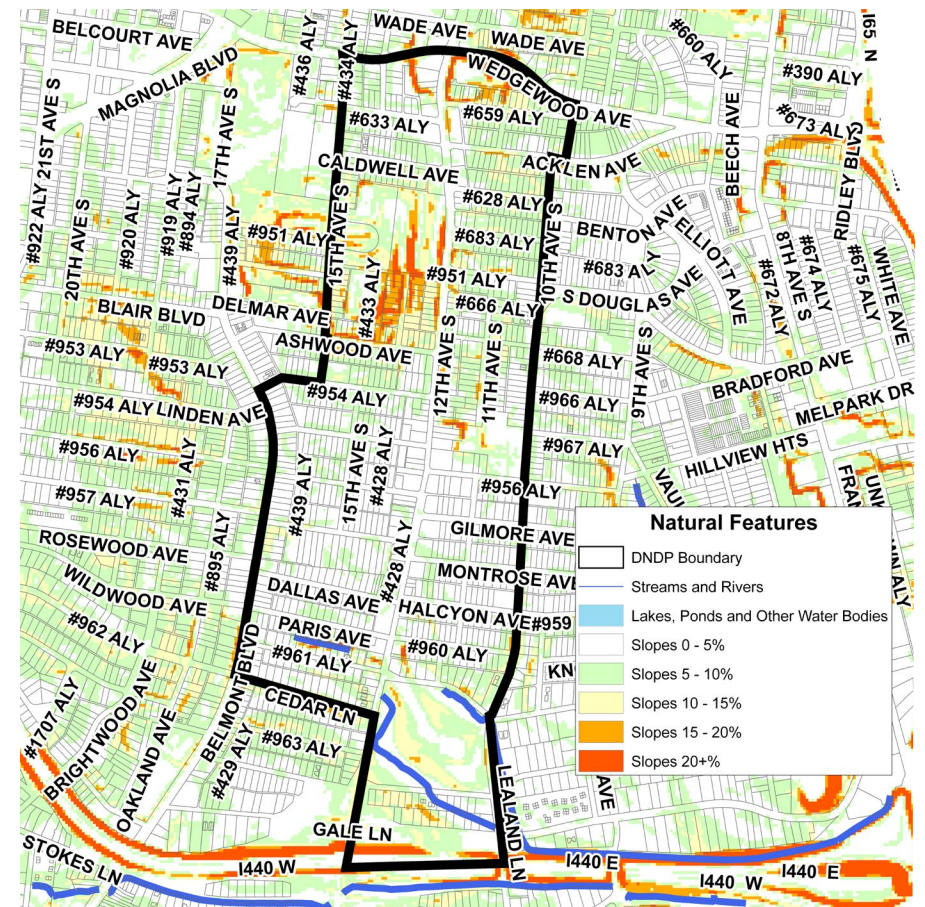 WADE AVE
WADE AVE
BELCOURT AVE
#436 ALY
#434 ALY
#660 ALY
I65 N
MAGNOLIA BLVD
WEDGEWOOD AVE
#390 ALY
21ST AVE S
17TH AVE S
#633 ALY
#659 ALY
#673 ALY
BEECH AVE
RIDLEY BLVD
CALDWELL AVE
ACKLEN AVE
#922 ALY
#920 ALY
#919 ALY
#894 ALY
15TH AVE S
#628 ALY
20TH AVE S
#439 ALY
#951 ALY
#683 ALY
10TH AVE S
BENTON AVE
ELLIOTT AVE
8TH AVE S
#674 ALY
#675 ALY
WHITE AVE
#433 ALY
#951 ALY
#683 ALY
#672 ALY
BLAIR BLVD
DELMAR AVE
#666 ALY
S DOUGLAS AVE
#953 ALY
#953 ALY
ASHWOOD AVE
12TH AVE S
11TH AVE S
#668 ALY
9TH AVE S
BRADFORD AVE
#954 ALY
LINDEN AVE
#954 ALY
#966 ALY
MELPARK DR
#956 ALY
#431 ALY
15TH AVE S
#428 ALY
#967 ALY
HILLVIEW HTS
#957 ALY
#439 ALY
#956 ALY
VAU
FRAN
UNK
WN ALY
ROSEWOOD AVE
#895 ALY
#428 ALY
GILMORE AVE
WILDWOOD AVE
DALLAS AVE
MONTROSE AVE
#962 ALY
PARIS AVE
HALCYON AVE
#959
#961 ALY
#960 ALY
KN
#1707 ALY
BRIGHTWOOD AVE
OAKLAND AVE
BELMONT BLVD
CEDAR LN
#429 ALY
#963 ALY
LEALAND LN
AVE
GALE LN
STOKES LN
I440 W
I440 E
I440 W
I440 E
Natural Features
DNDP Boundary
Streams and Rivers
Lakes, Ponds and Other Water Bodies
Slopes 0 - 5%
Slopes 5 - 10%
Slopes 10 - 15%
Slopes 15 - 20%
Slopes 20+%